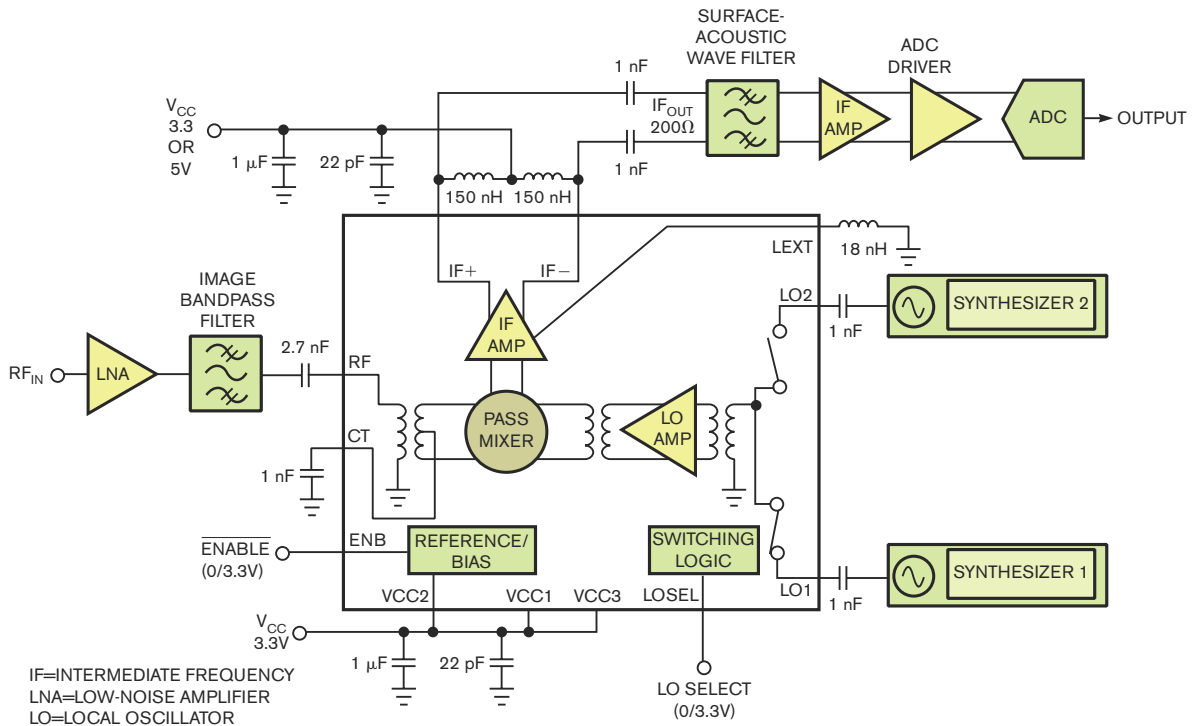 SURFACE-
ACOUSTIC
WAVE FILTER
ADC
DRIVER
1 nF
IF OUT
200Ω
1 nF
IF
AMP
ADC
OUTPUT
VCC
3.3
OR
5V
1 µF
22 pF
150 nH
150 nH
LEXT
18 nH
IF+
IF−
IF
AMP
IMAGE
BANDPASS
FILTER
LO2
1 nF
SYNTHESIZER 2
RFIN
LNA
2.7 nF
RF
CT
1 nF
PASS
MIXER
LO
AMP
ENABLE
(0/3.3V)
ENB
REFERENCE/
BIAS
SWITCHING
LOGIC
LO1
1 nF
SYNTHESIZER 1
VCC2
VCC1
VCC3
LOSEL
VCC
3.3V
1 µF
22 pF
LO SELECT
(0/3.3V)
IF=INTERMEDIATE FREQUENCY
LNA=LOW-NOISE AMPLIFIER
LO=LOCAL OSCILLATOR